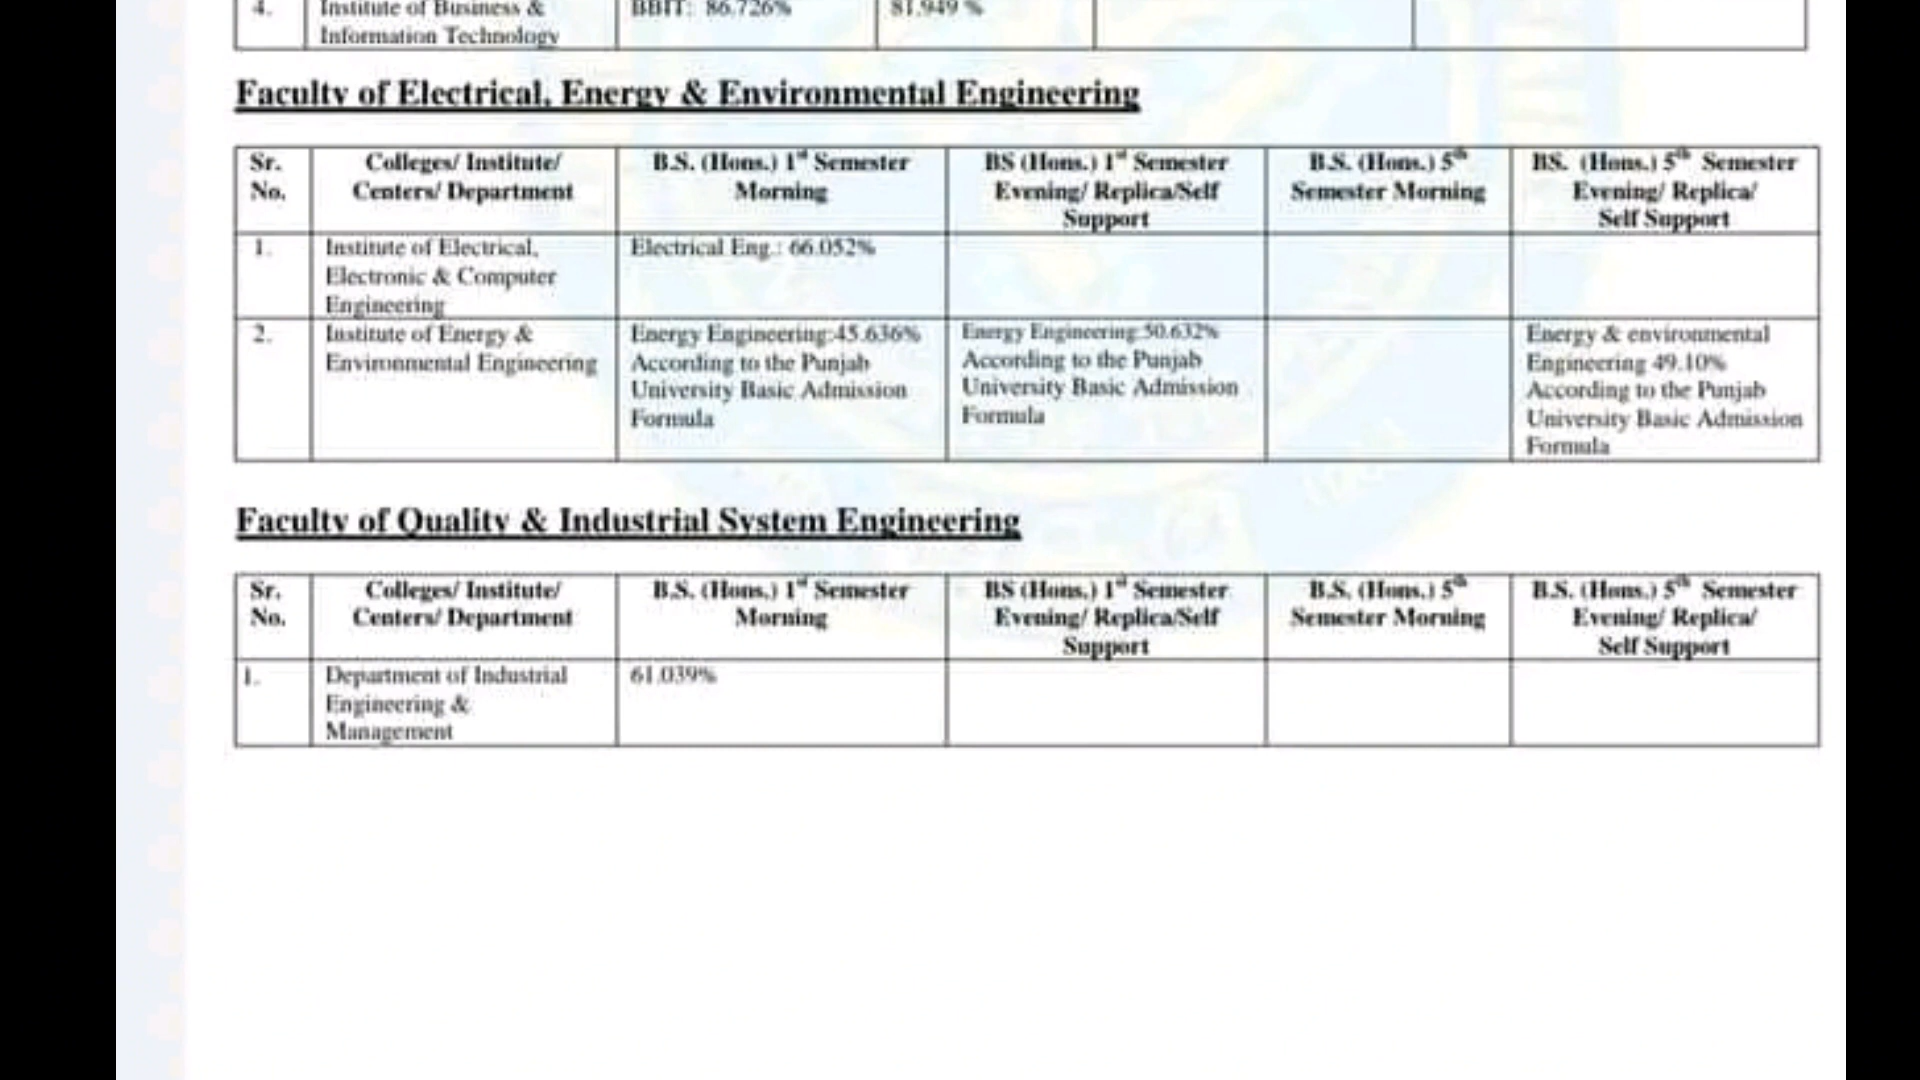 4. Institute of Business & BBIT: 86.726% 81.949 %
Information Technology
Faculty of Electrical, Energy & Environmental Engineering
Sr. No. Colleges/ Institute/ Centers/ Department B.S. (Hons.) 1st Semester Morning BS (Hons.) 1st Semester Evening/ Replica/Self Support B.S. (Hons.) 5th Semester Morning BS. (Hons.) 5th Semester Evening/ Replica/ Self Support
1. Institute of Electrical, Electrical Eng.: 66.052%
Electronic & Computer
Engineering
2. Institute of Energy & Energy Engineering:45.636% Energy Engineering:50.632% Energy & environmental
Environmental Engineering According to the Punjab According to the Punjab Engineering 49.10%
University Basic Admission University Basic Admission According to the Punjab
Formula Formula University Basic Admission
Formula
Faculty of Quality & Industrial System Engineering
Sr. No. Colleges/ Institute/ Centers/ Department B.S. (Hons.) 1st Semester Morning BS (Hons.) 1st Semester Evening/ Replica/Self Support B.S. (Hons.) 5th Semester Morning B.S. (Hons.) 5th Semester Evening/ Replica/ Self Support
1. Department of Industrial 61.039%
Engineering &
Management